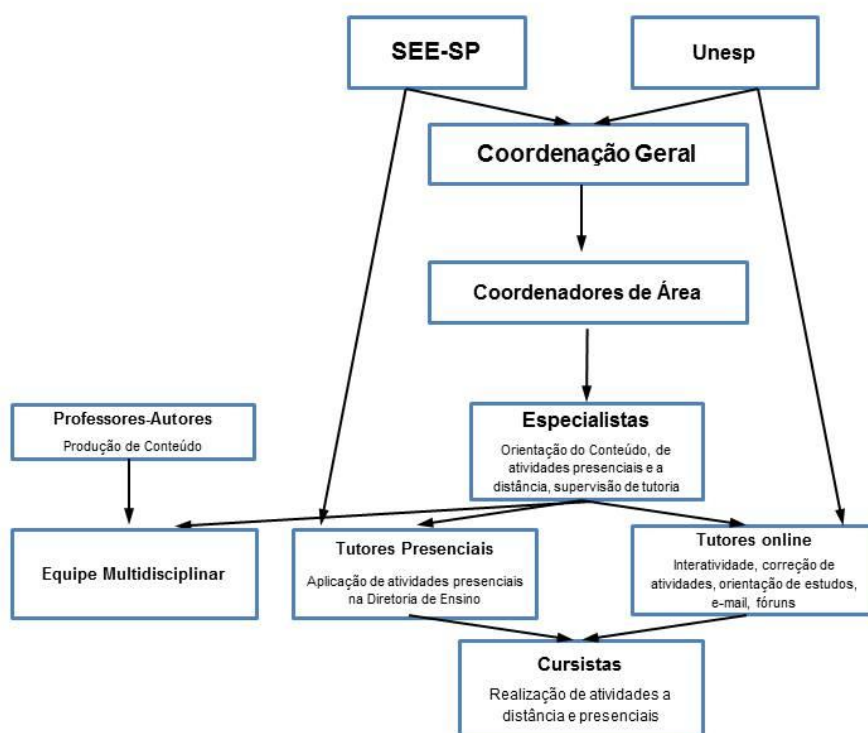 SEE-SP
Unesp
Coordenação Geral
Coordenadores de Área
Professores-Autores
Produção de Conteúdo
Especialistas
Orientação do Conteúdo, de
atividades presenciais e a
distância, supervisão de tutoria
Equipe Multidisciplinar
Tutores Presenciais
Aplicação de atividades presenciais
na Diretoria de Ensino
Tutores online
Interatividade, correção de
atividades, orientação de estudos,
e-mail, fóruns
Cursistas
Realização de atividades a
distância e presenciais